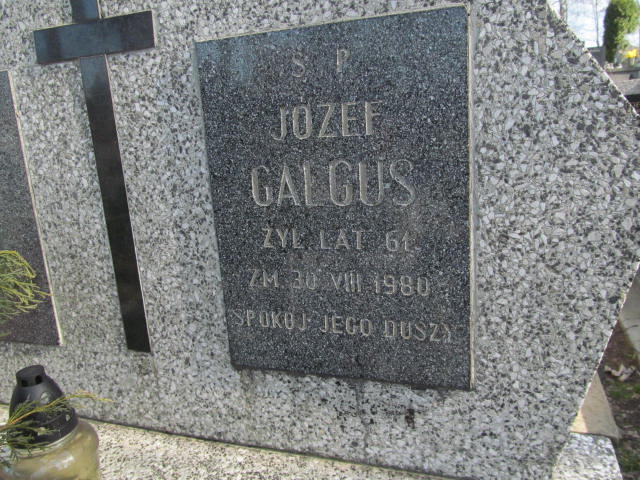 S P
JÓZEF
GALGUS
ŻYŁ LAT 61
ZM 30 VIII 1980
SPOKÓJ JEGO DUSZY